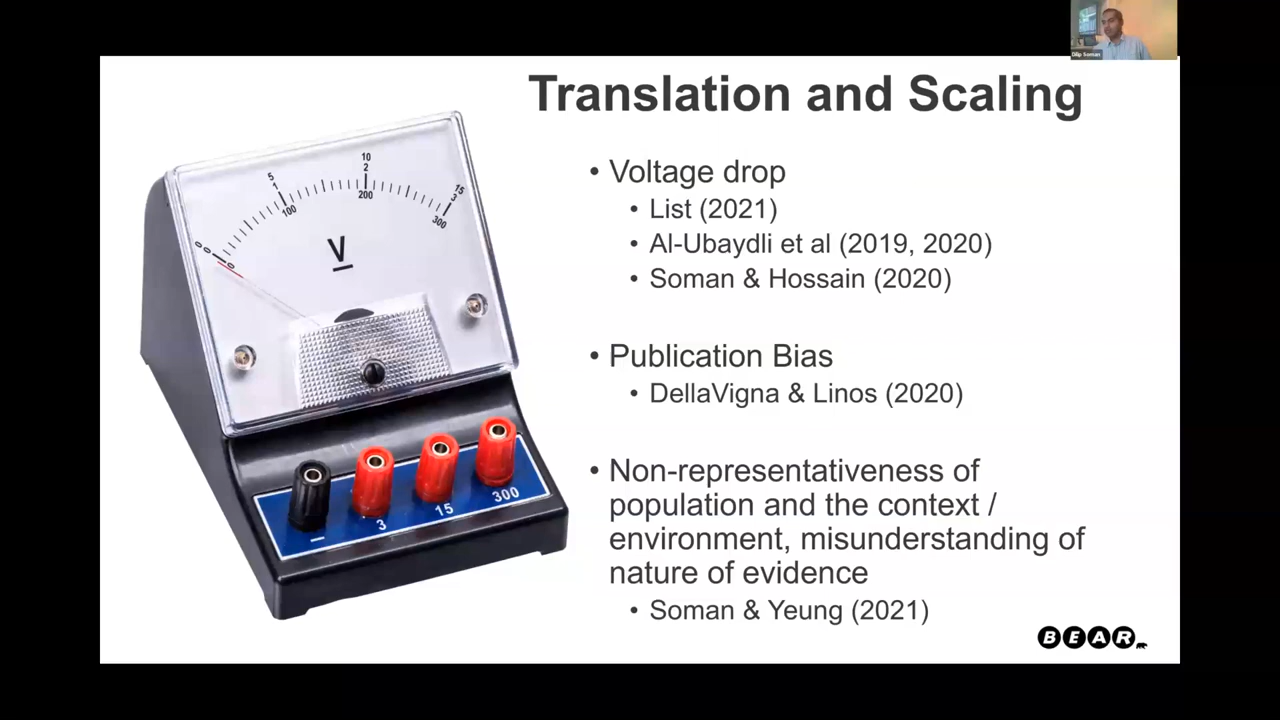 Dilip Soman
Translation and Scaling
5
1
10
2
15
3
0
0
0
100
200
300
V
3
15
300
• Voltage drop
• List (2021)
• Al-Ubaydli et al (2019, 2020)
• Soman & Hossain (2020)
• Publication Bias
• DellaVigna & Linos (2020)
• Non-representativeness of
population and the context /
environment, misunderstanding of
nature of evidence
• Soman & Yeung (2021)
BEAR